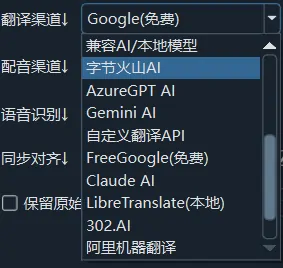 翻译渠道↓ Google(免费)
兼容AI/本地模型
配音渠道↓ 字节火山AI
AzureGPT AI
语音识别↓ Gemini AI
自定义翻译API
同步对齐↓ FreeGoogle(免费)
Claude AI
保留原始 LibreTranslate(本地)
302.AI
阿里机器翻译